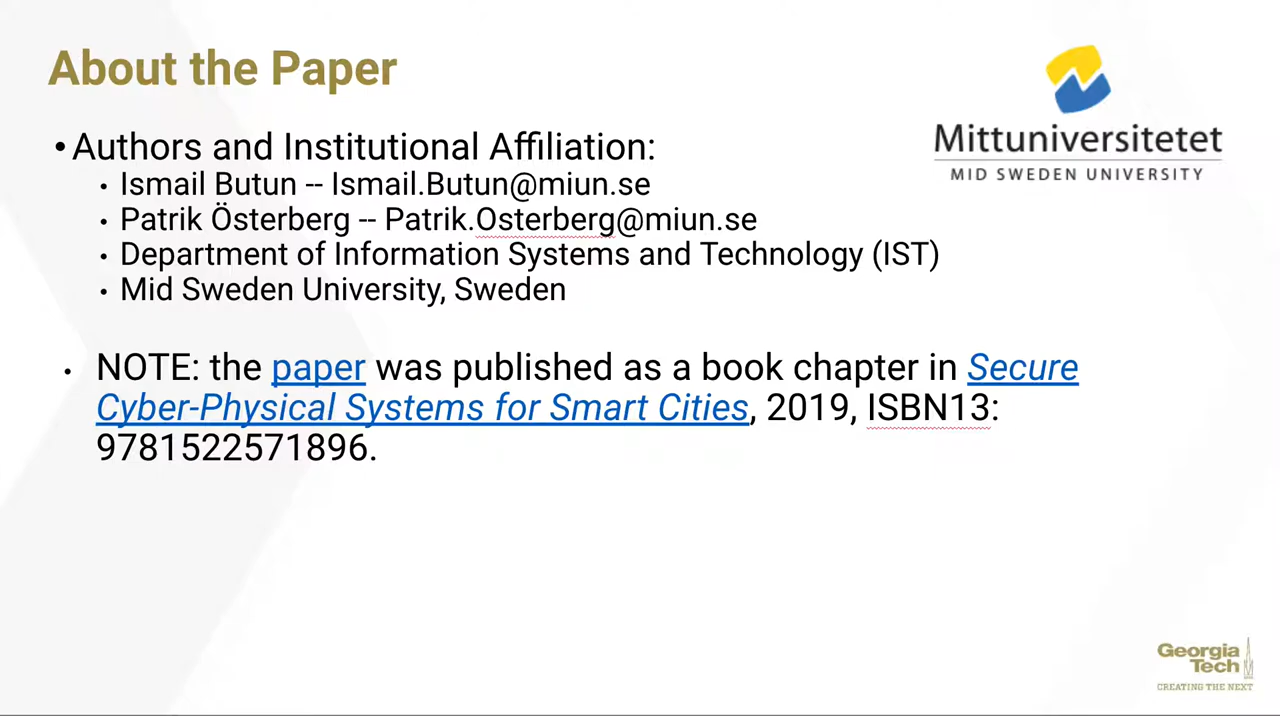 About the Paper
Mittuniversitetet
MID SWEDEN UNIVERSITY
• Authors and Institutional Affiliation:
• Ismail Butun -- Ismail.Butun@miun.se
• Patrik Österberg -- Patrik.Osterberg@miun.se
• Department of Information Systems and Technology (IST)
• Mid Sweden University, Sweden
• NOTE: the paper was published as a book chapter in Secure
Cyber-Physical Systems for Smart Cities, 2019, ISBN13:
9781522571896.
Georgia
Tech
CREATING THE NEXT